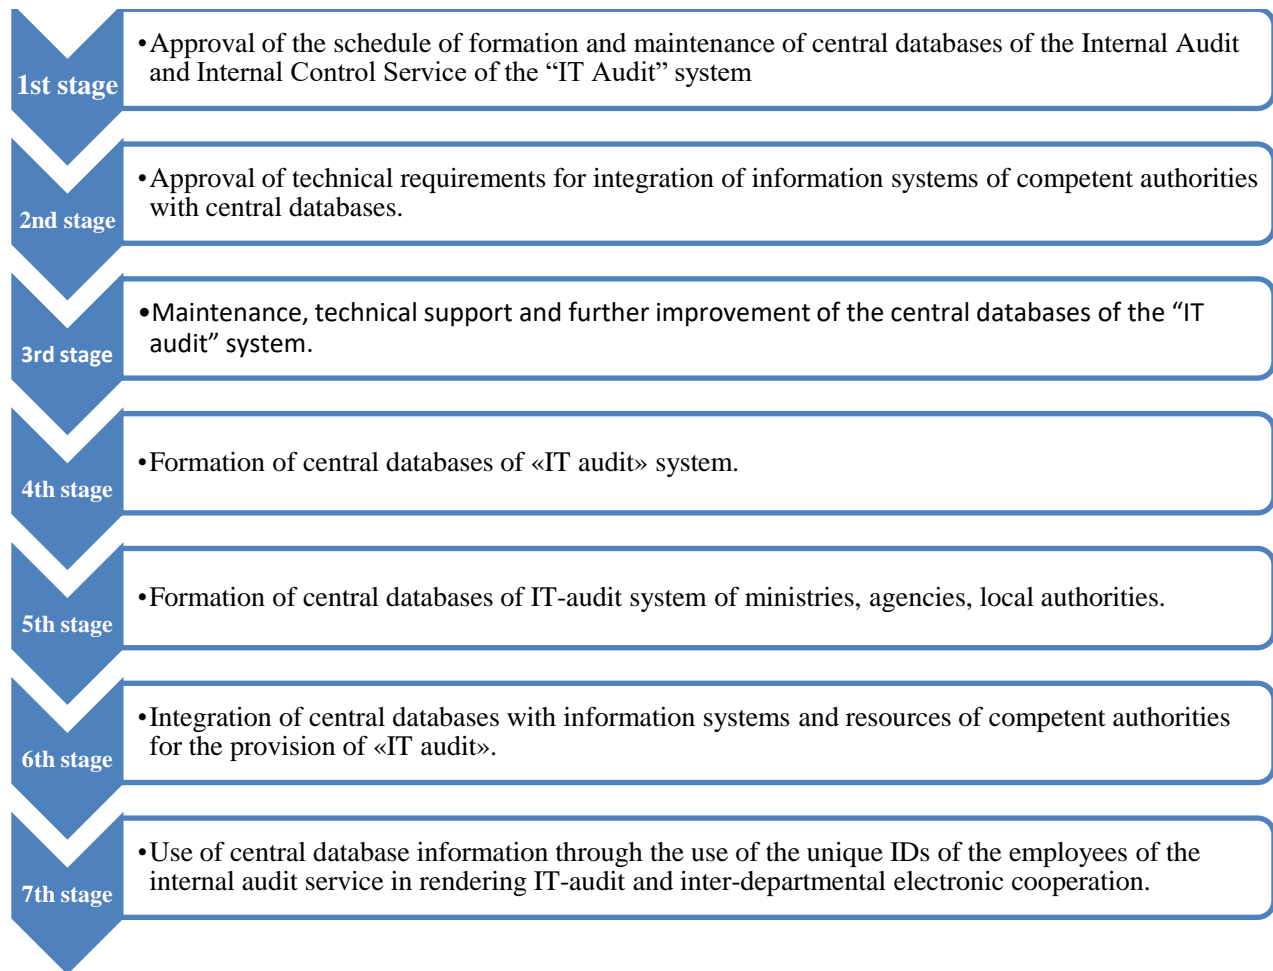 •Approval of the schedule of formation and maintenance of central databases of the Internal Audit
and Internal Control Service of the “IT Audit” system
1st stage
•Approval of technical requirements for integration of information systems of competent authorities
with central databases.
2nd stage
•Maintenance, technical support and further improvement of the central databases of the “IT
audit” system.
3rd stage
•Formation of central databases of «IT audit» system.
4th stage
•Formation of central databases of IT-audit system of ministries, agencies, local authorities.
5th stage
•Integration of central databases with information systems and resources of competent authorities
for the provision of «IT audit».
6th stage
•Use of central database information through the use of the unique IDs of the employees of the
internal audit service in rendering IT-audit and inter-departmental electronic cooperation.
7th stage